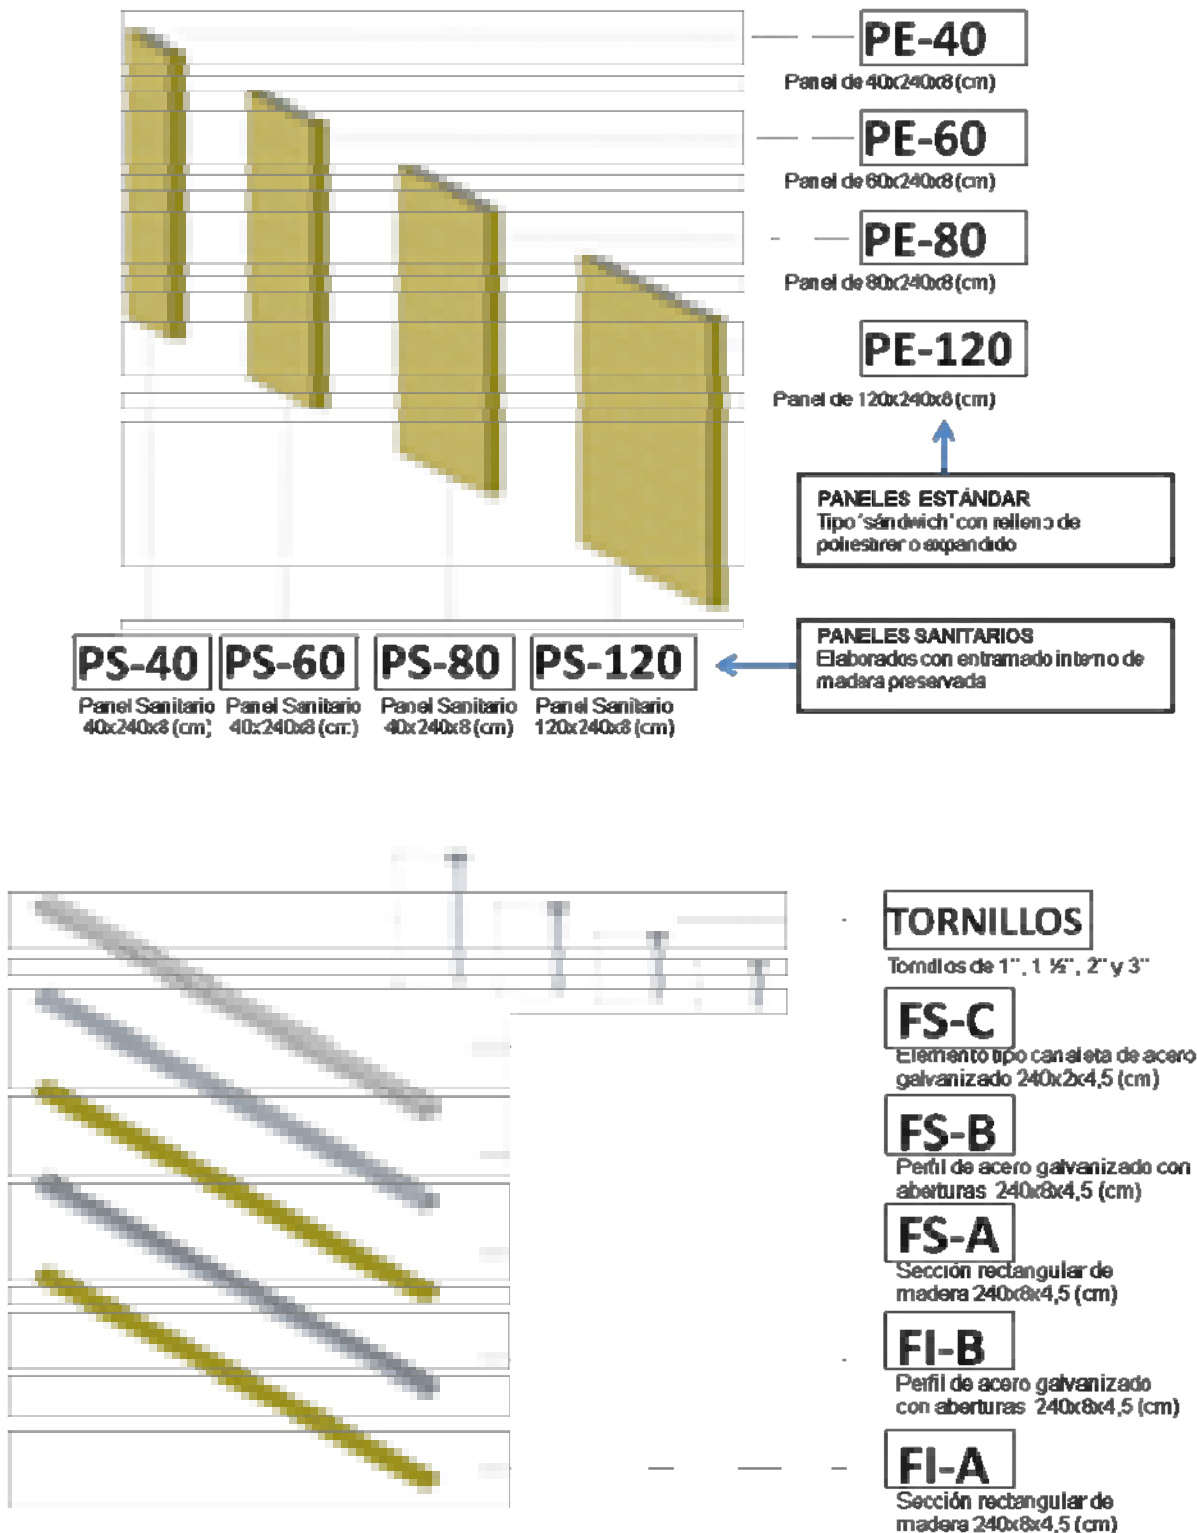 PE-40
Panel de 40x240x8 (cm)
PE-60
Panel de 60x240x8 (cm)
PE-80
Panel de 80x240x8 (cm)
PE-120
Panel de 120x240x8 (cm)
PANELES ESTÁNDAR
Tipo 'sándwich' con relleno de
poliestireno expandido
PANELES SANITARIOS
Elaborados con entramado interno de
madera preservada
PS-40
Panel Sanitario
40x240x8 (cm)
PS-60
Panel Sanitario
40x240x8 (cm)
PS-80
Panel Sanitario
40x240x8 (cm)
PS-120
Panel Sanitario
120x240x8 (cm)
TORNILLOS
Tornillos de 1", 1 ½", 2" y 3"
FS-C
Elemento tipo canaleta de acero
galvanizado 240x2x4,5 (cm)
FS-B
Perfil de acero galvanizado con
aberturas 240x8x4,5 (cm)
FS-A
Sección rectangular de
madera 240x8x4,5 (cm)
FI-B
Perfil de acero galvanizado
con aberturas 240x8x4,5 (cm)
FI-A
Sección rectangular de
madera 240x8x4,5 (cm)